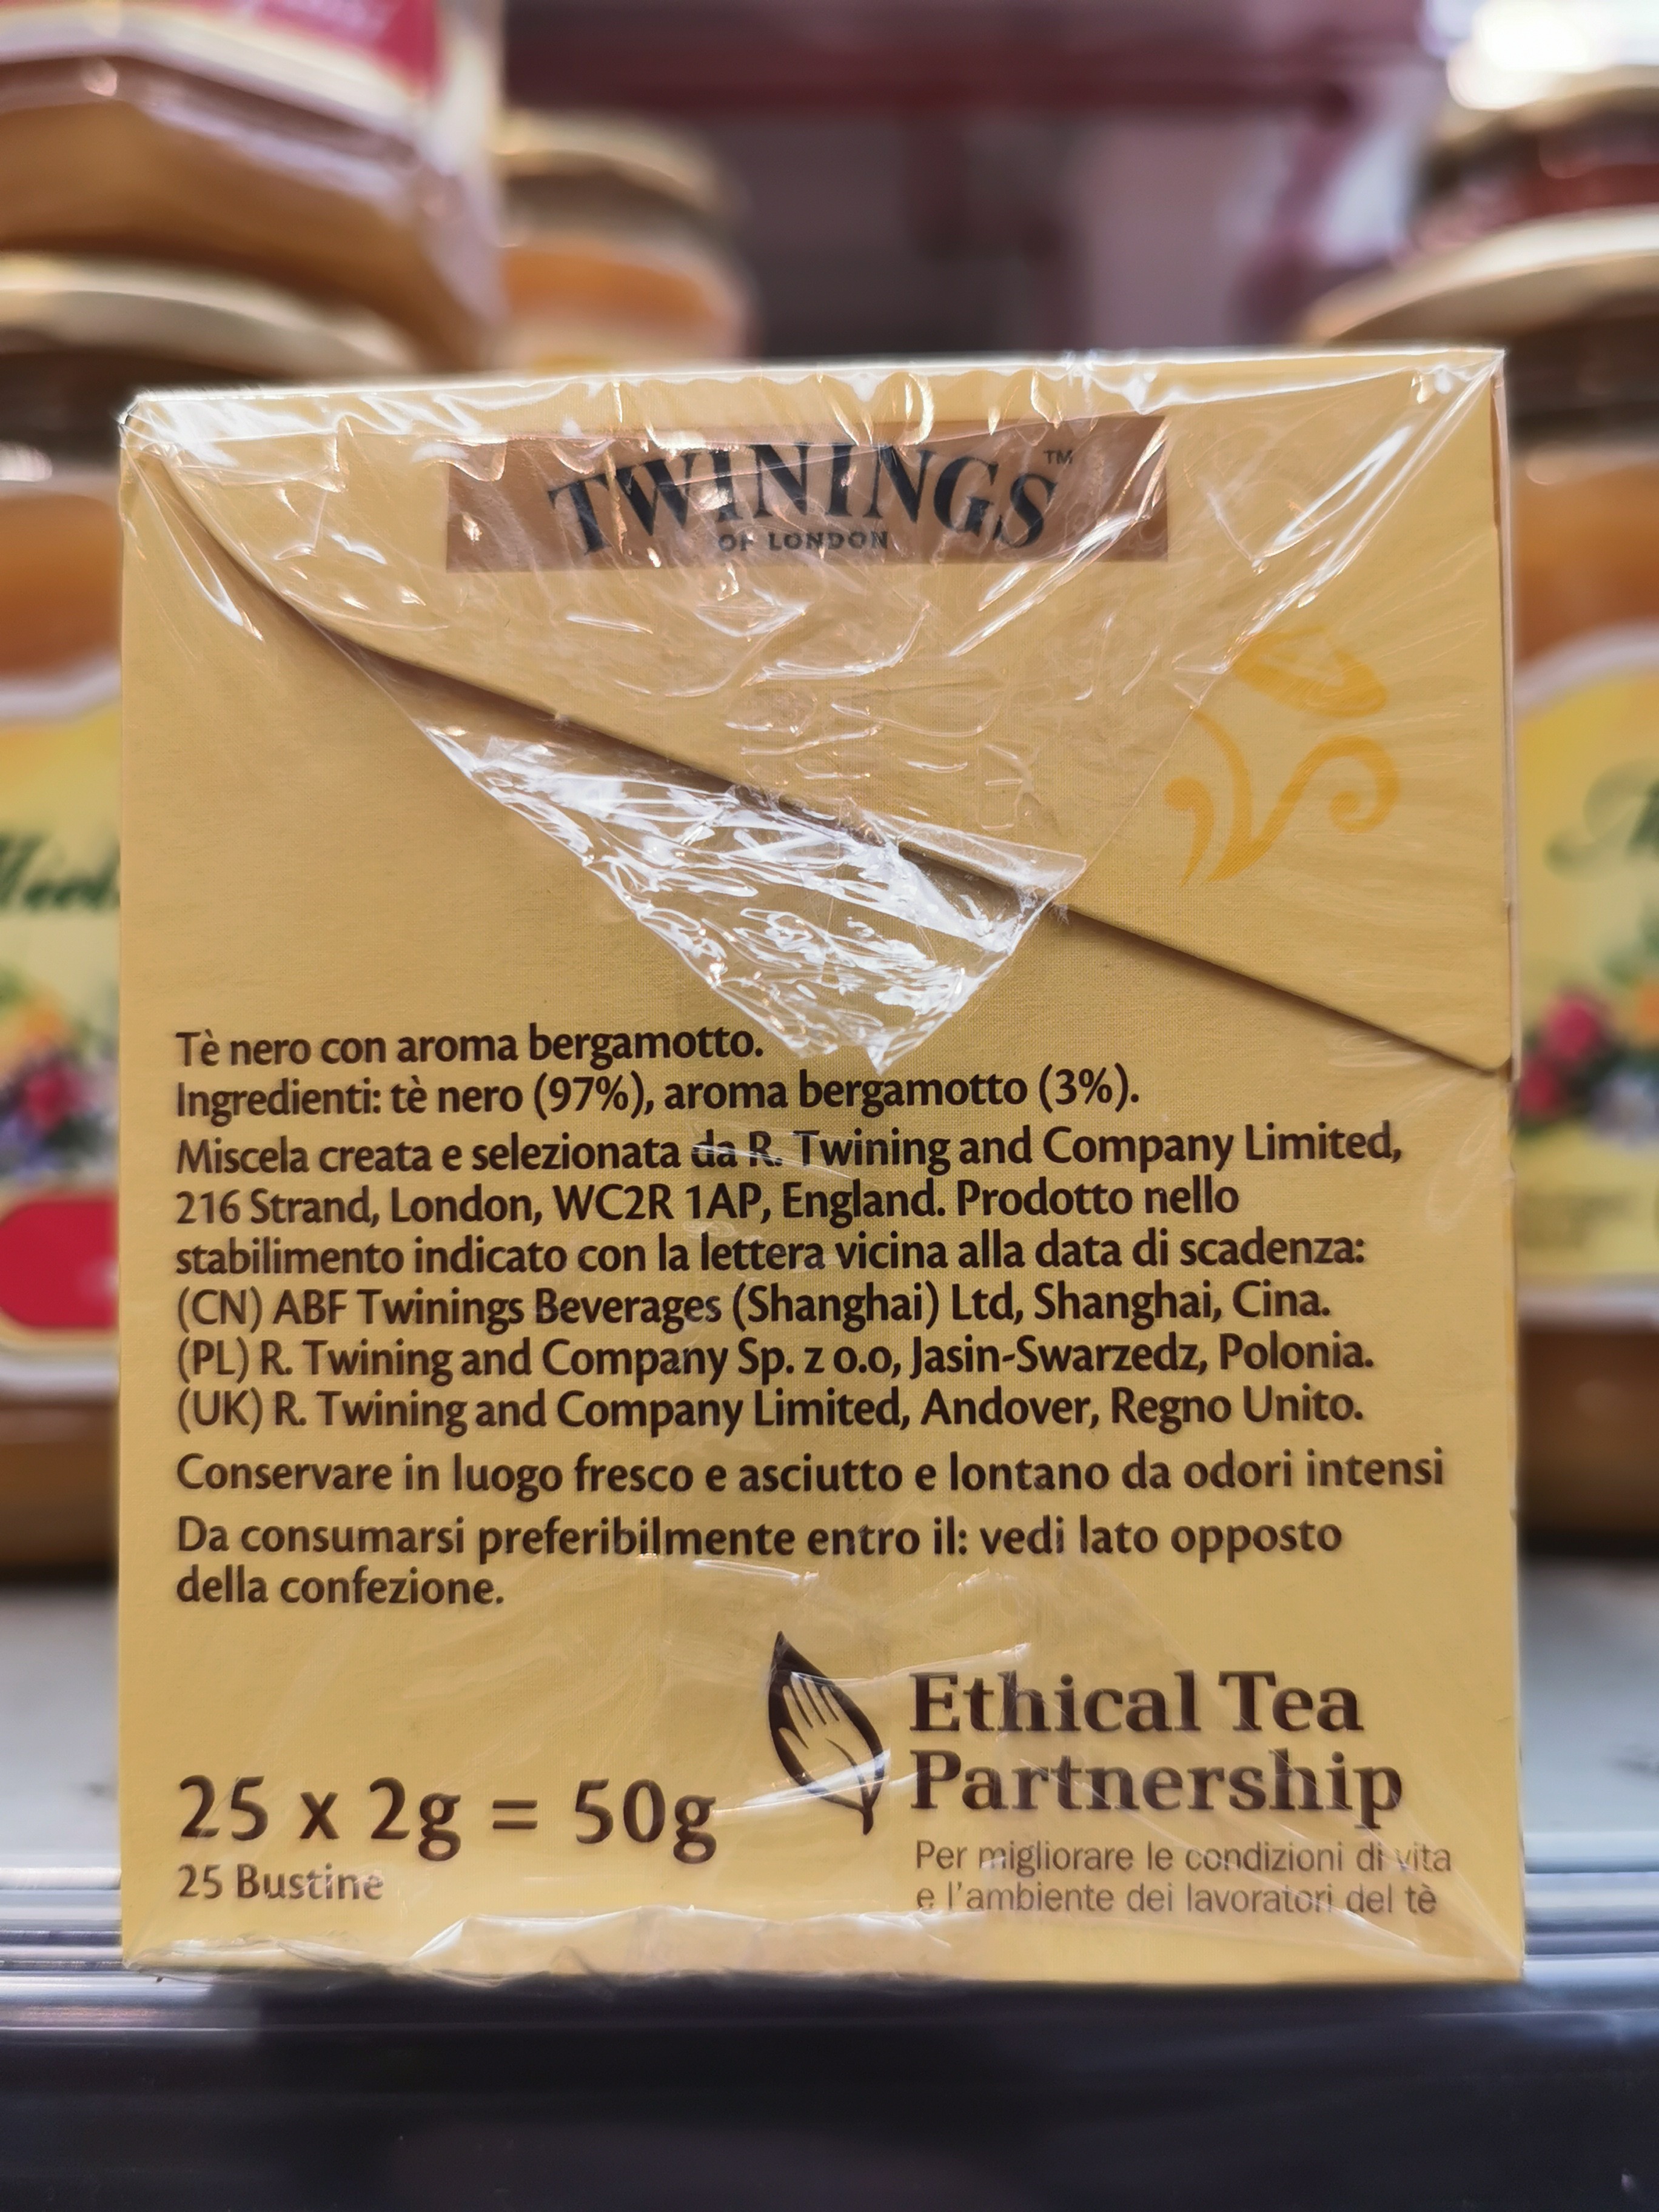 TWININGS™
OF LONDON
Tè nero con aroma bergamotto.
Ingredienti: tè nero (97%), aroma bergamotto (3%).
Miscela creata e selezionata da R. Twining and Company Limited,
216 Strand, London, WC2R 1AP, England. Prodotto nello
stabilimento indicato con la lettera vicina alla data di scadenza:
(CN) ABF Twinings Beverages (Shanghai) Ltd, Shanghai, Cina.
(PL) R. Twining and Company Sp. z o.o, Jasin-Swarzedz, Polonia.
(UK) R. Twining and Company Limited, Andover, Regno Unito.
Conservare in luogo fresco e asciutto e lontano da odori intensi
Da consumarsi preferibilmente entro il: vedi lato opposto
della confezione.
25 x 2g = 50g
25 Bustine
Ethical Tea
Partnership
Per migliorare le condizioni di vita
e l'ambiente dei lavoratori del tè